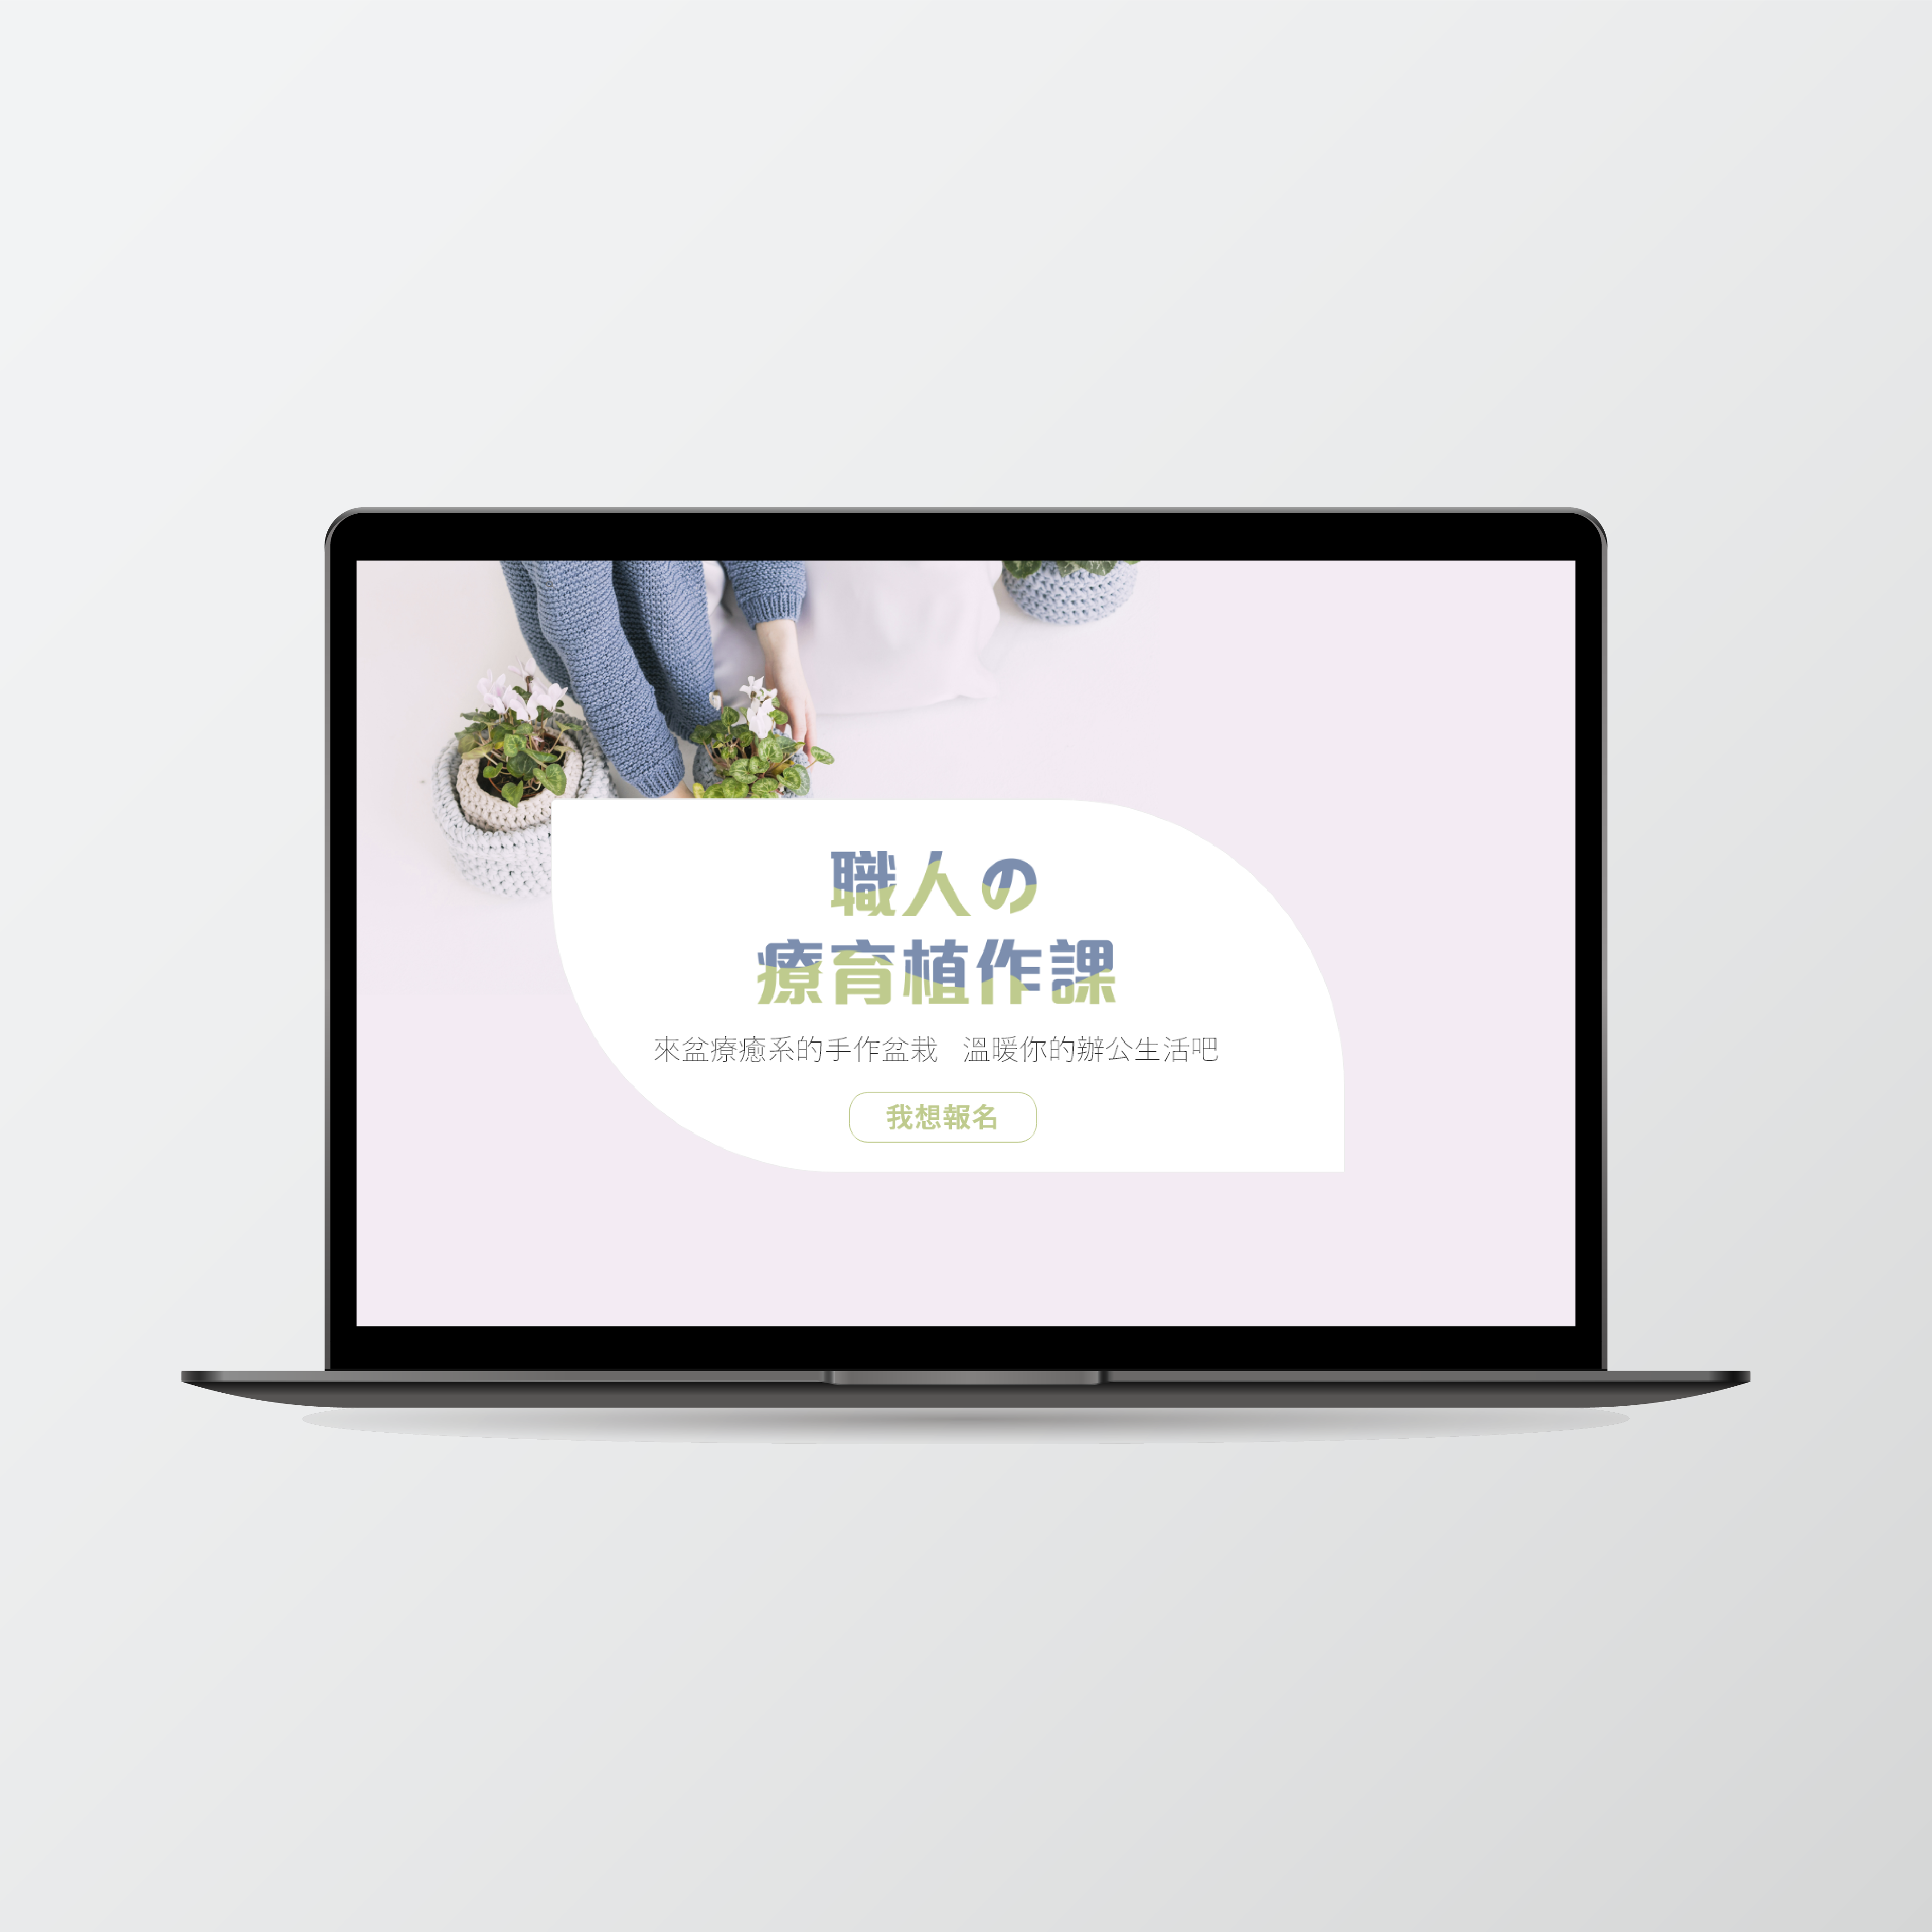 職人の
療育植作課
來盆療癒系的手作盆栽 溫暖你的辦公生活吧
我想報名